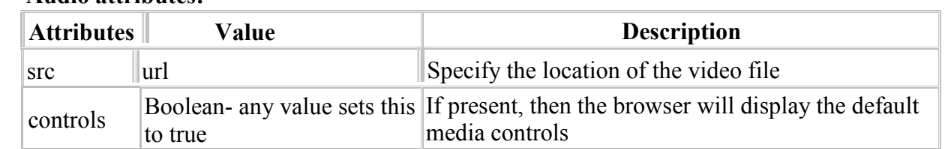 Audio attributes:
Attributes Value Description
src url Specify the location of the video file
controls Boolean- any value sets this to true If present, then the browser will display the default media controls